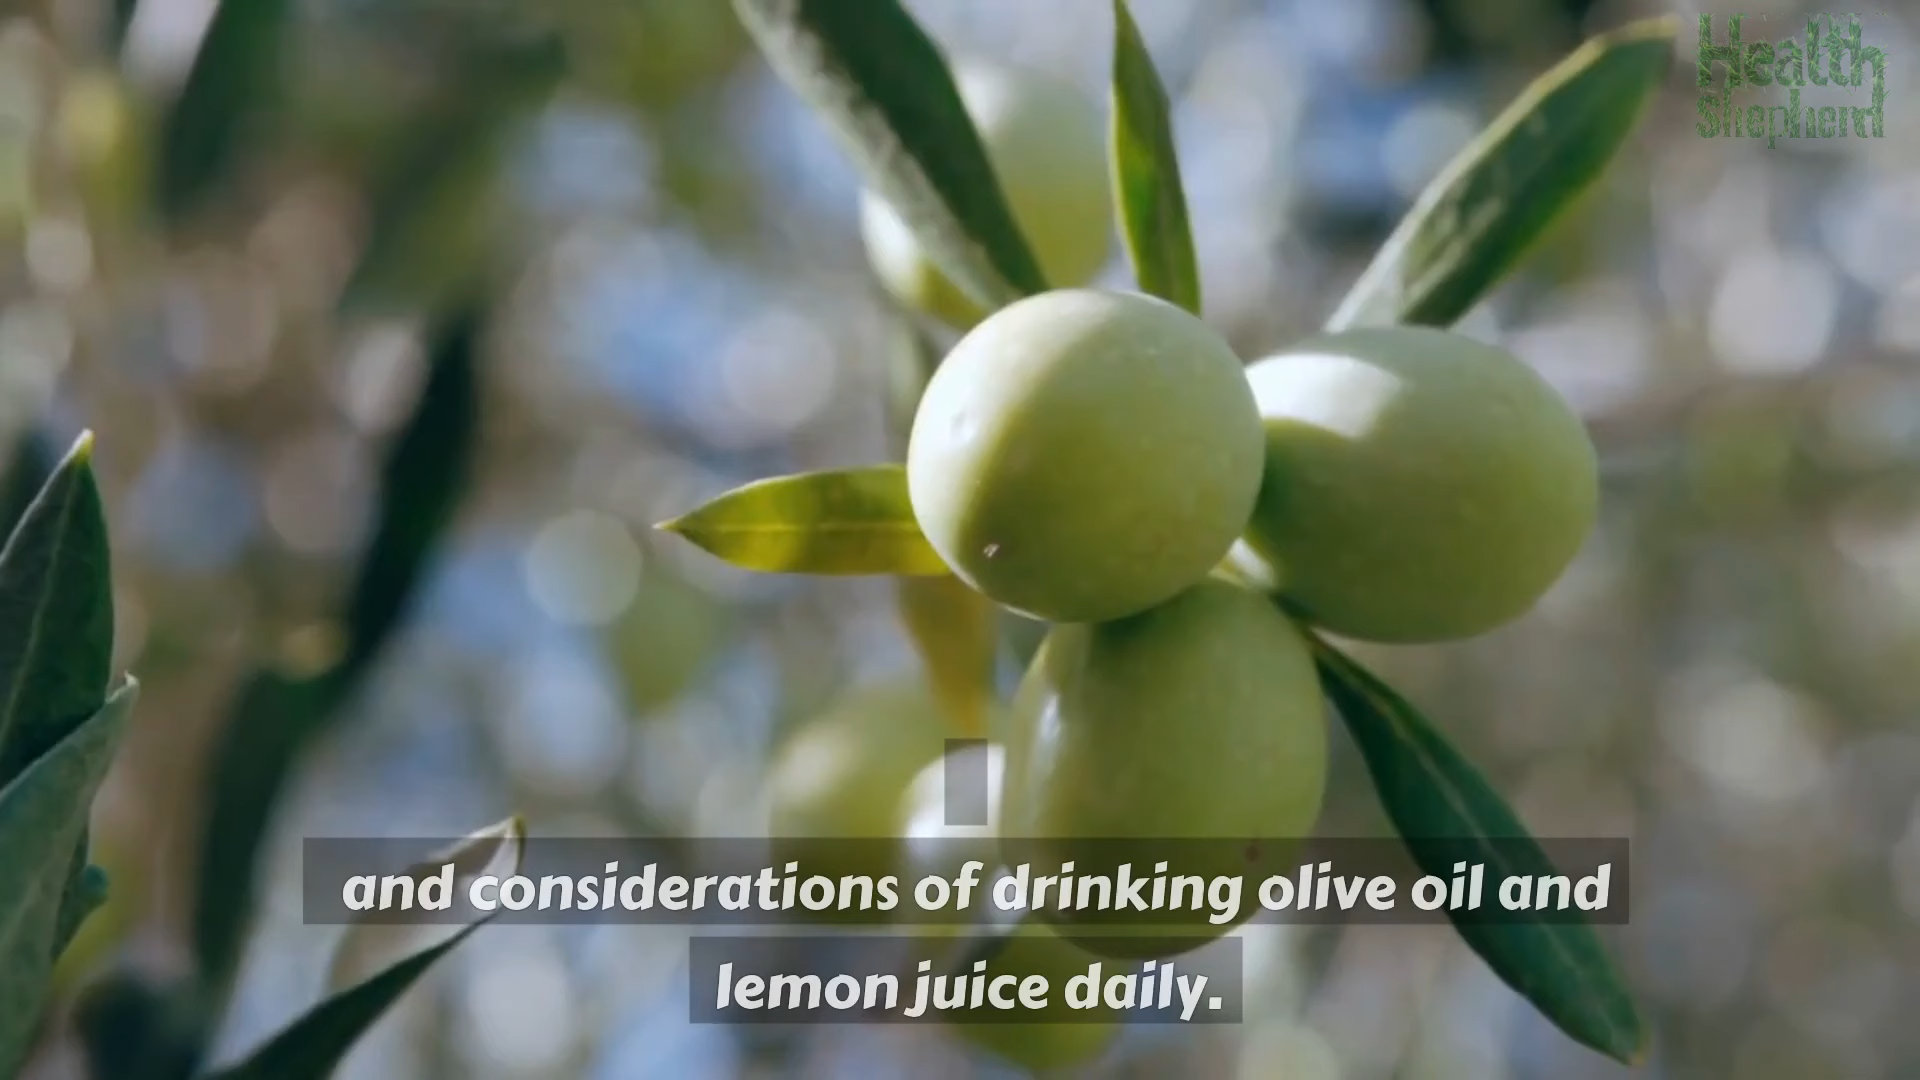 Health
Shepherd
and considerations of drinking olive oil and
lemon juice daily.